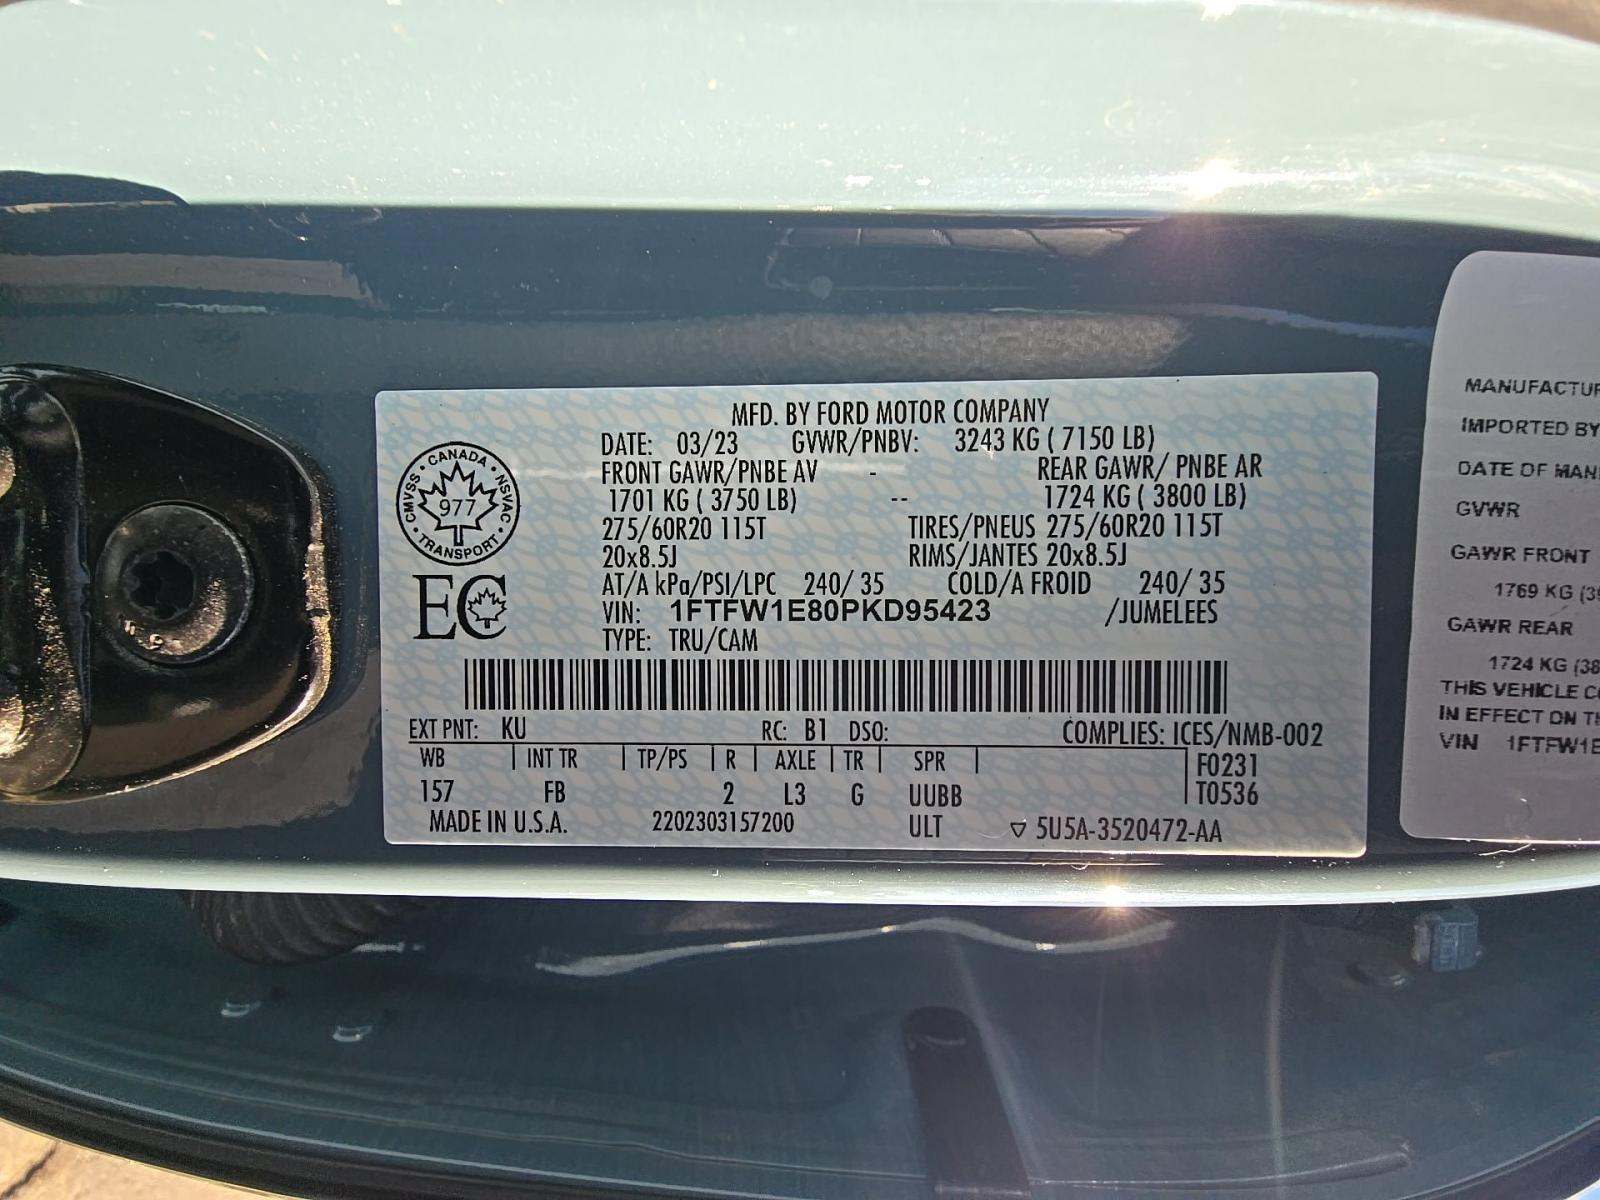 MFD. BY FORD MOTOR COMPANY
DATE: 03/23 GVWR/PNBV: 3243 KG ( 7150 LB)
FRONT GAWR/PNBE AV - REAR GAWR/ PNBE AR
1701 KG ( 3750 LB) -- 1724 KG ( 3800 LB)
275/60R20 115T TIRES/PNEUS 275/60R20 115T
20x8.5J RIMS/JANTES 20x8.5J
AT/A kPa/PSI/LPC 240/ 35 COLD/A FROID 240/ 35
VIN: 1FTFW1E80PKD95423 /JUMELEES
TYPE: TRU/CAM
CANADA
CMVSS · NSVAC
977
TRANSPORT
EC
EXT PNT: KU RC: B1 DSO: COMPLIES: ICES/NMB-002
WB | INT TR | TP/PS | R | AXLE | TR | SPR | F0231
157 FB 2 L3 G UUBB T0536
MADE IN U.S.A. 2202303157200 ULT ▽ 5U5A-3520472-AA
MANUFACTUR
IMPORTED BY
DATE OF MAN
GVWR
GAWR FRONT
1769 KG (39
GAWR REAR
1724 KG (38
THIS VEHICLE CO
IN EFFECT ON TH
VIN 1FTFW1E